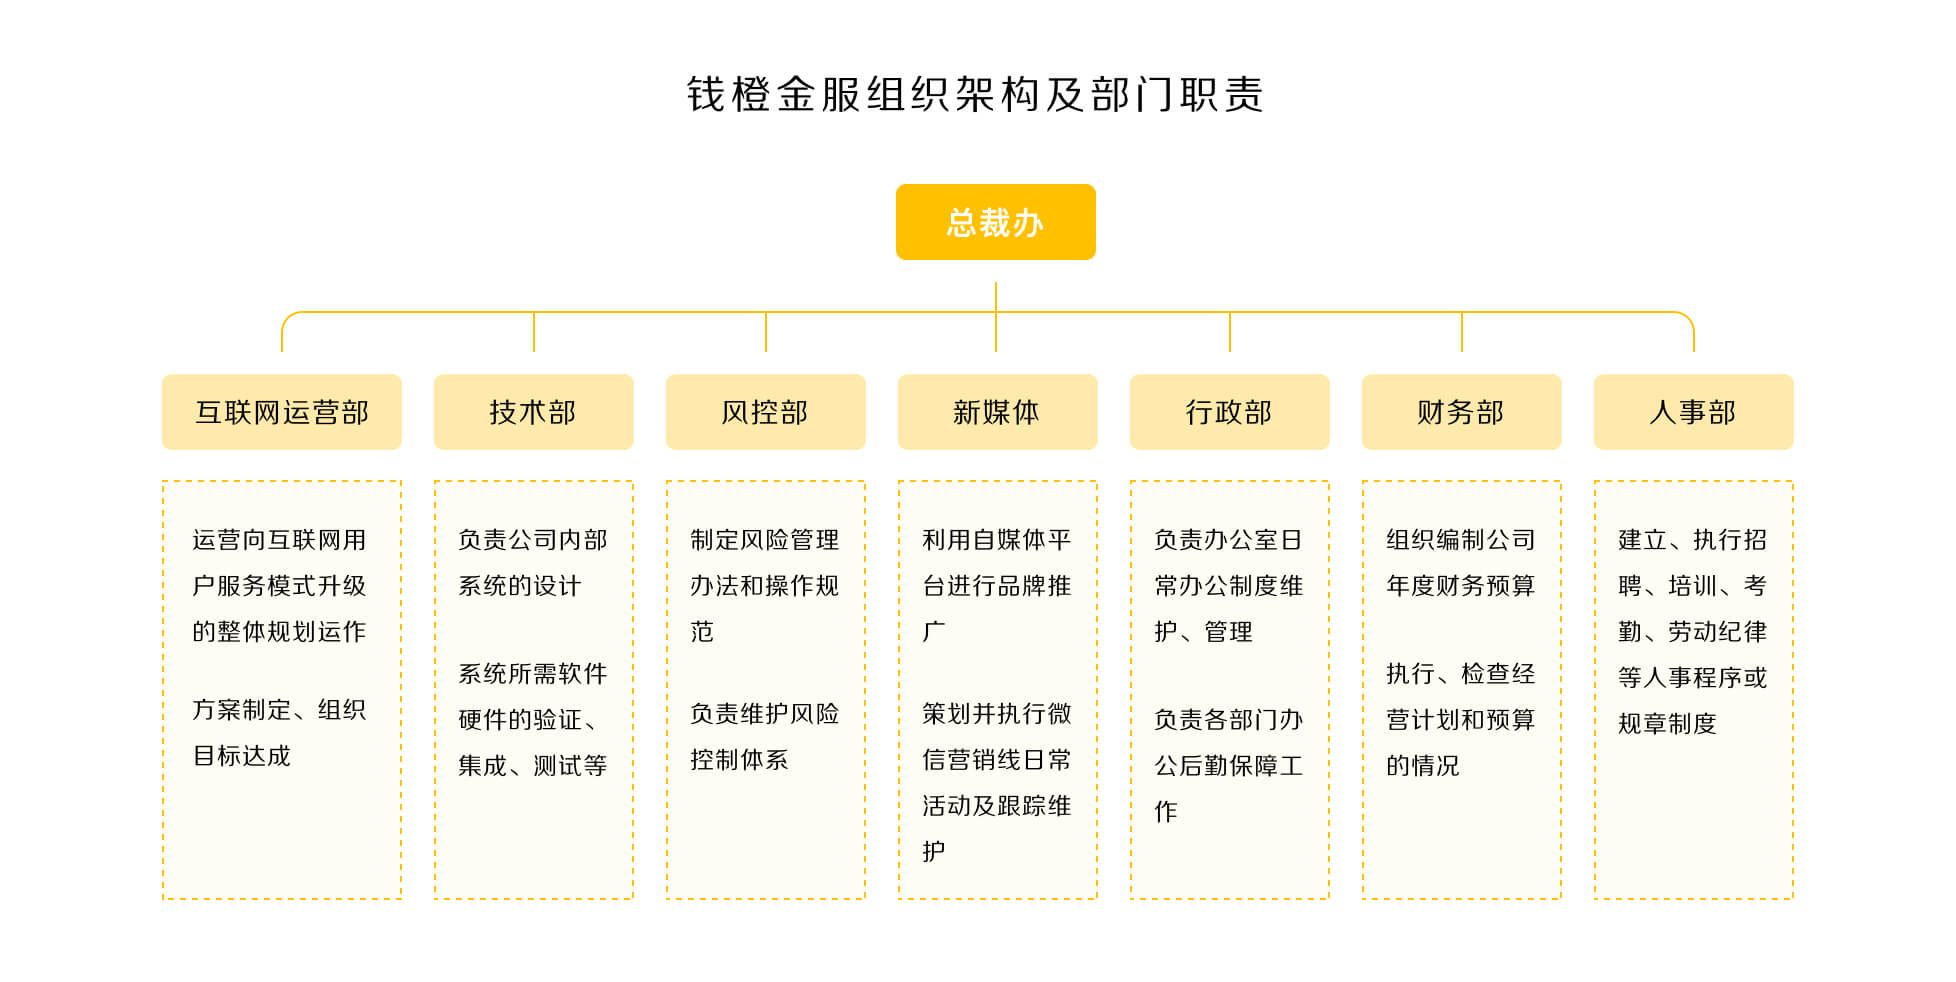 钱橙金服组织架构及部门职责
总裁办
互联网运营部
技术部
风控部
新媒体
行政部
财务部
人事部
运营向互联网用
户服务模式升级
的整体规划运作
方案制定、组织
目标达成
负责公司内部
系统的设计
系统所需软件
硬件的验证、
集成、测试等
制定风险管理
办法和操作规
范
负责维护风险
控制体系
利用自媒体平
台进行品牌推
广
策划并执行微
信营销线日常
活动及跟踪维
护
负责办公室日
常办公制度维
护、管理
负责各部门办
公后勤保障工
作
组织编制公司
年度财务预算
执行、检查经
营计划和预算
的情况
建立、执行招
聘、培训、考
勤、劳动纪律
等人事程序或
规章制度